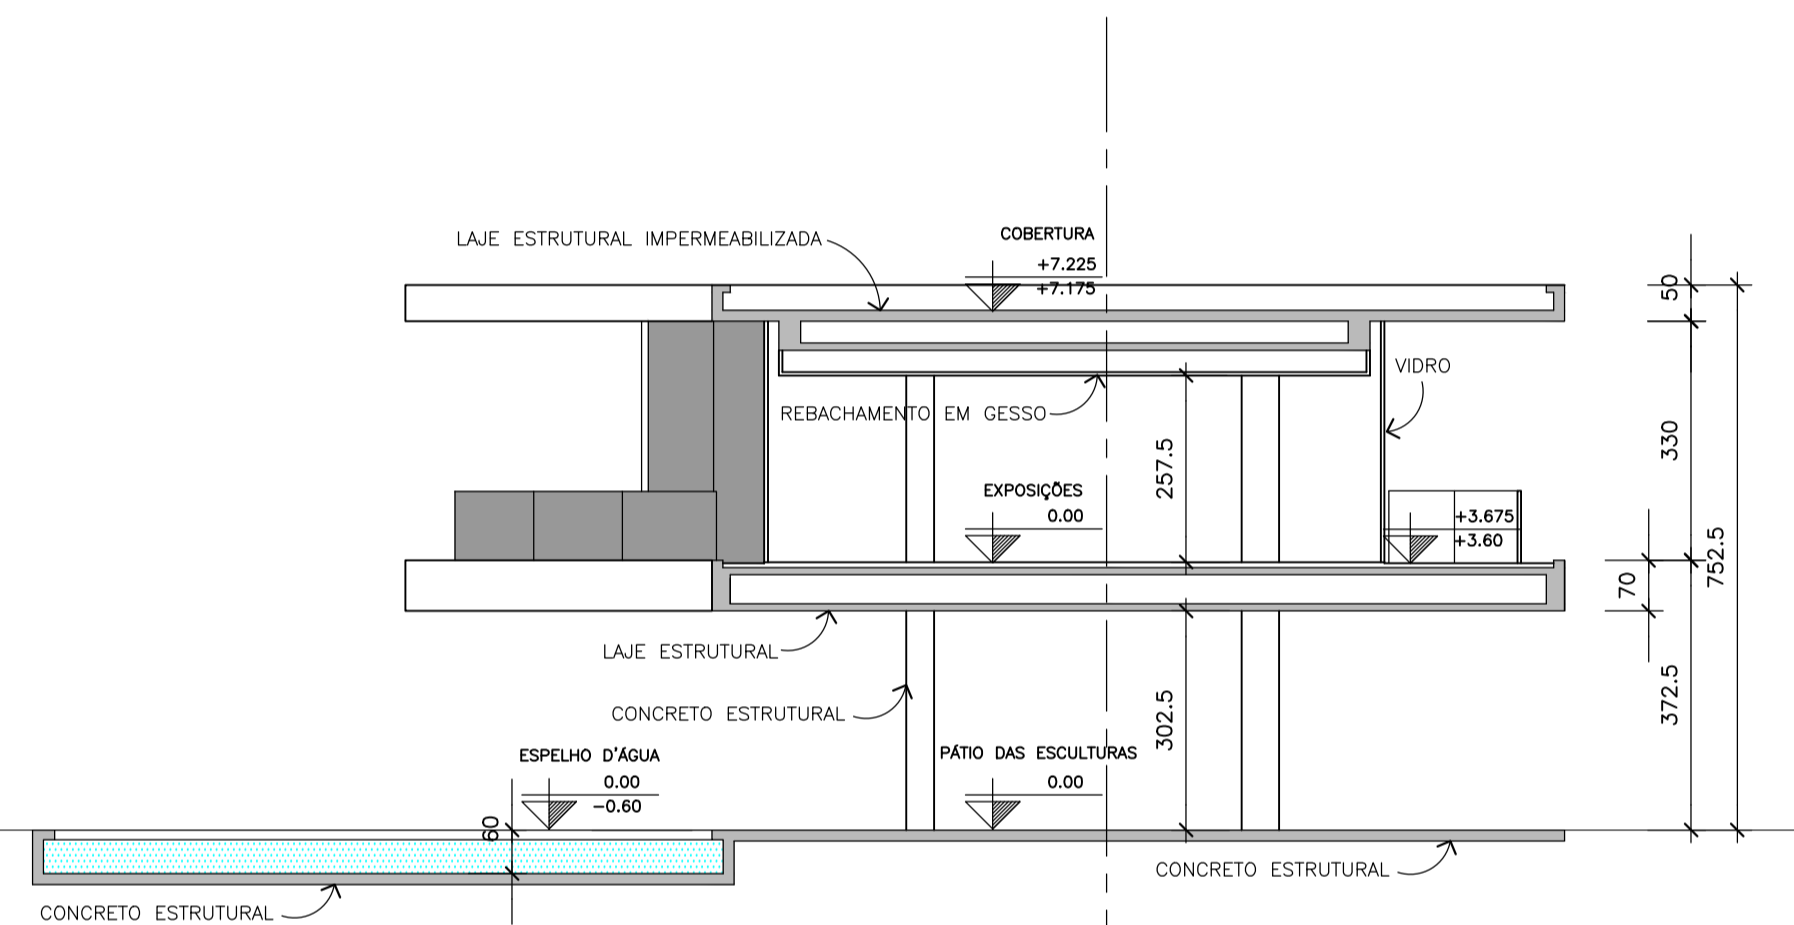 COBERTURA
LAJE ESTRUTURAL IMPERMEABILIZADA
+7.225
+7.175
50
VIDRO
REBACHAMENTO EM GESSO
330
257.5
EXPOSIÇÕES
0.00
+3.675
+3.60
752.5
70
LAJE ESTRUTURAL
372.5
CONCRETO ESTRUTURAL
302.5
ESPELHO D'ÁGUA
0.00
-0.60
PÁTIO DAS ESCULTURAS
0.00
60
CONCRETO ESTRUTURAL
CONCRETO ESTRUTURAL